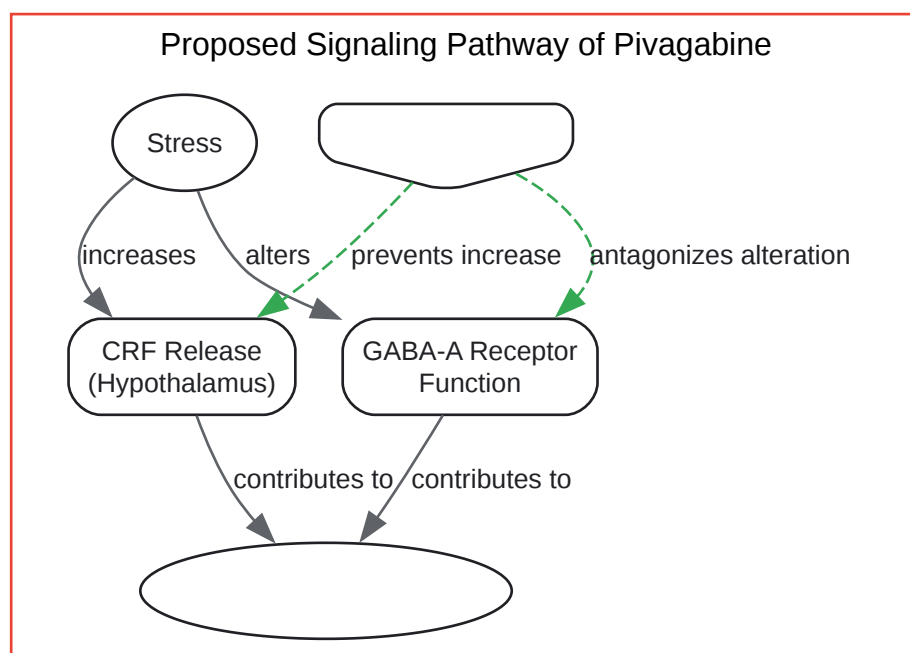 Proposed Signaling Pathway of Pivagabine
Stress
increases
alters
prevents increase
antagonizes alteration
CRF Release
(Hypothalamus)
GABA-A Receptor
Function
contributes to
contributes to